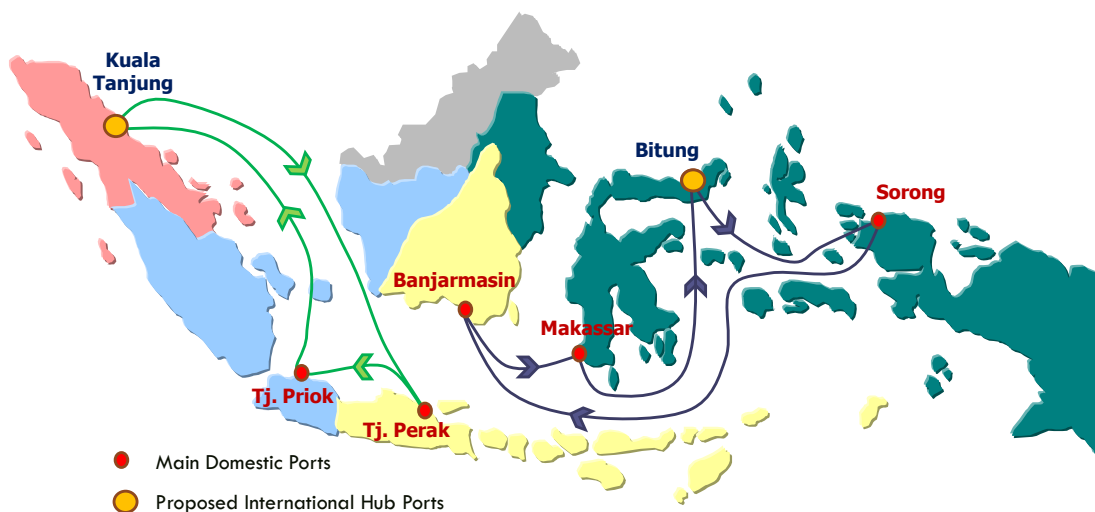 Kuala
Tanjung
Bitung
Sorong
Banjarmasin
Makassar
Tj. Priok
Tj. Perak
Main Domestic Ports
Proposed International Hub Ports